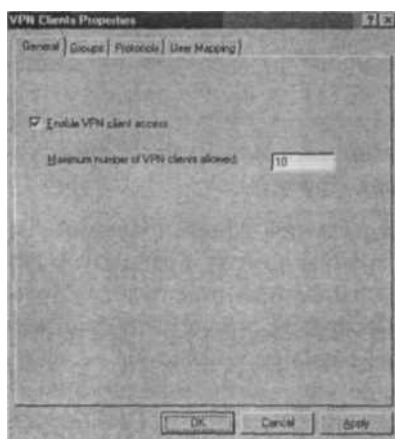 VPN Clients Properties
General Groups Protocols User Mapping
Enable VPN client access
Maximum number of VPN clients allowed: 10
OK Cancel Apply